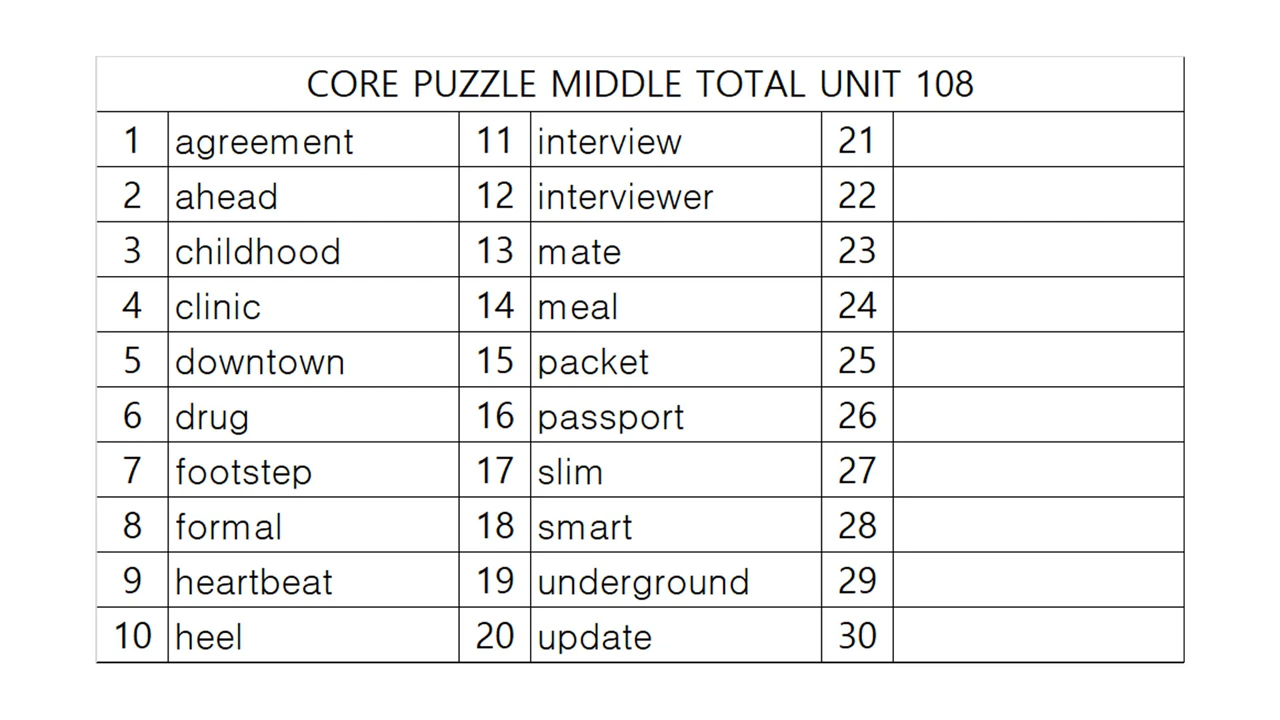 CORE PUZZLE MIDDLE TOTAL UNIT 108
1 agreement 11 interview 21
2 ahead 12 interviewer 22
3 childhood 13 mate 23
4 clinic 14 meal 24
5 downtown 15 packet 25
6 drug 16 passport 26
7 footstep 17 slim 27
8 formal 18 smart 28
9 heartbeat 19 underground 29
10 heel 20 update 30